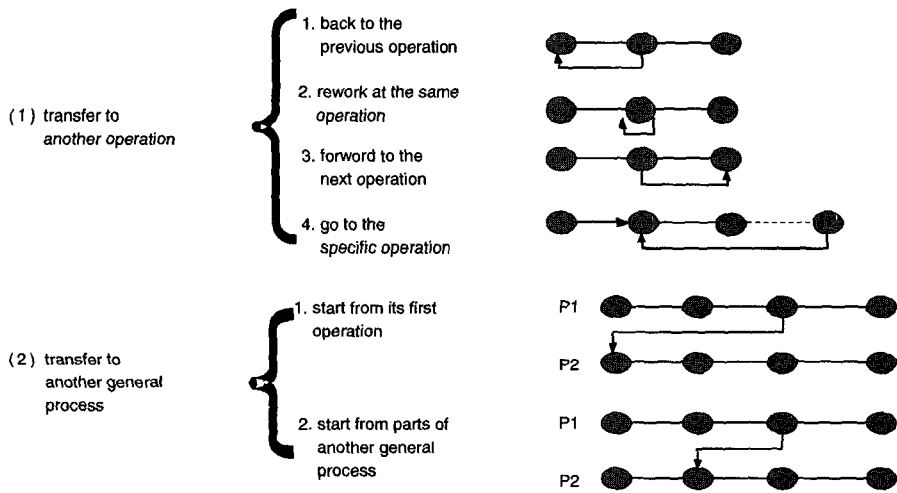 1. back to the
previous operation
2. rework at the same
operation
(1) transfer to
another operation
3. forword to the
next operation
4. go to the
specific operation
1. start from its first
operation
P1
P2
(2) transfer to
another general
process
2. start from parts of
another general
process
P1
P2